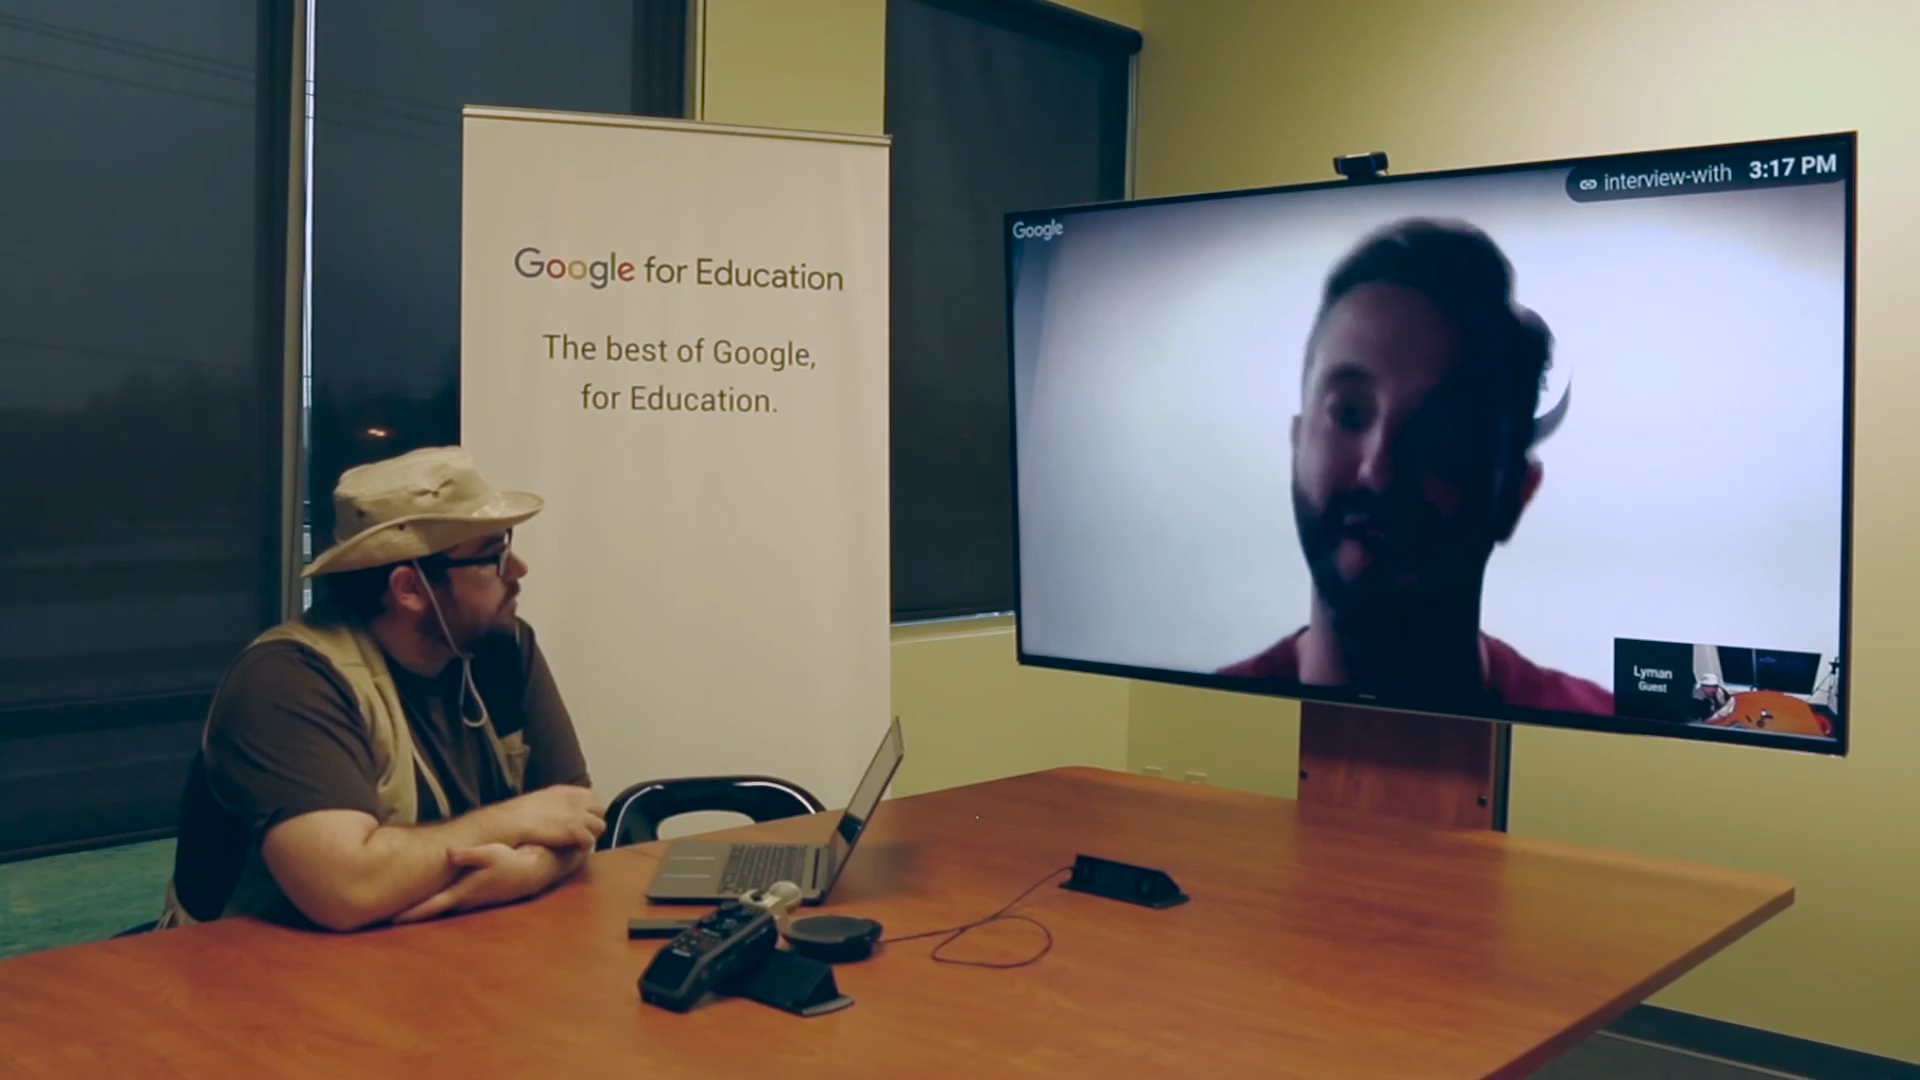 Google for Education
The best of Google,
for Education.
Google
interview-with 3:17 PM
Lyman
Guest